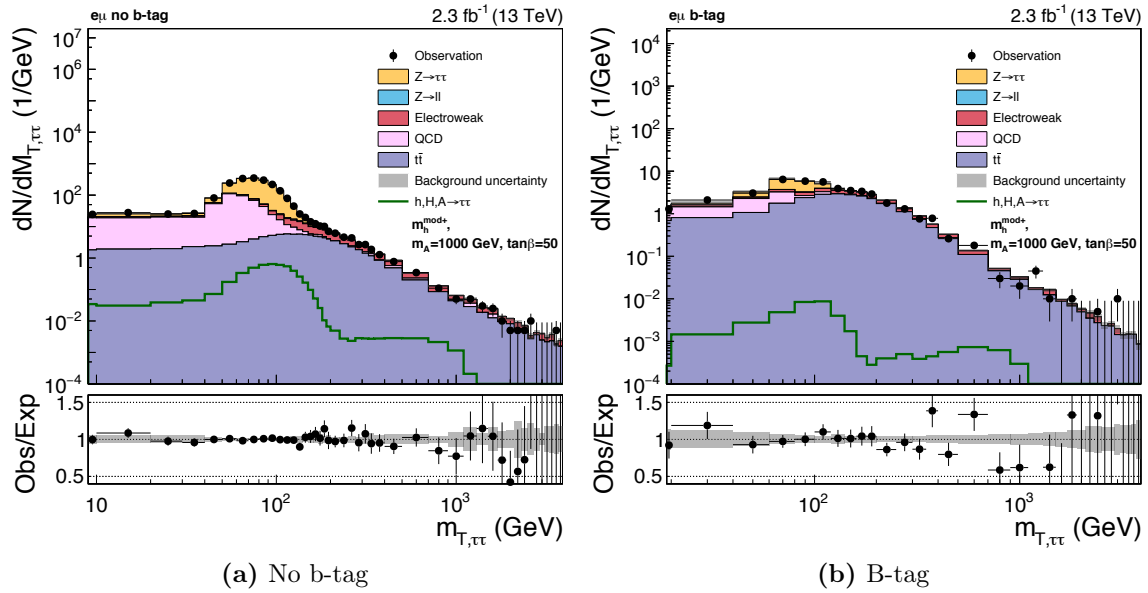 eμ no b-tag 2.3 fb⁻¹ (13 TeV)
dN/dM_T,ττ (1/GeV)
10⁷
10⁶
10⁴
10²
1
10⁻²
10⁻⁴
Observation
Z→ττ
Z→ll
Electroweak
QCD
tt̄
Background uncertainty
h,H,A→ττ
m_h^mod+,
m_A=1000 GeV, tanβ=50
Obs/Exp
1.5
1
0.5
10 10² 10³
m_T,ττ (GeV)
(a) No b-tag
eμ b-tag 2.3 fb⁻¹ (13 TeV)
dN/dM_T,ττ (1/GeV)
10⁴
10³
10²
10
1
10⁻¹
10⁻²
10⁻³
10⁻⁴
Observation
Z→ττ
Z→ll
Electroweak
QCD
tt̄
Background uncertainty
h,H,A→ττ
m_h^mod+,
m_A=1000 GeV, tanβ=50
Obs/Exp
1.5
1
0.5
10² 10³
m_T,ττ (GeV)
(b) B-tag